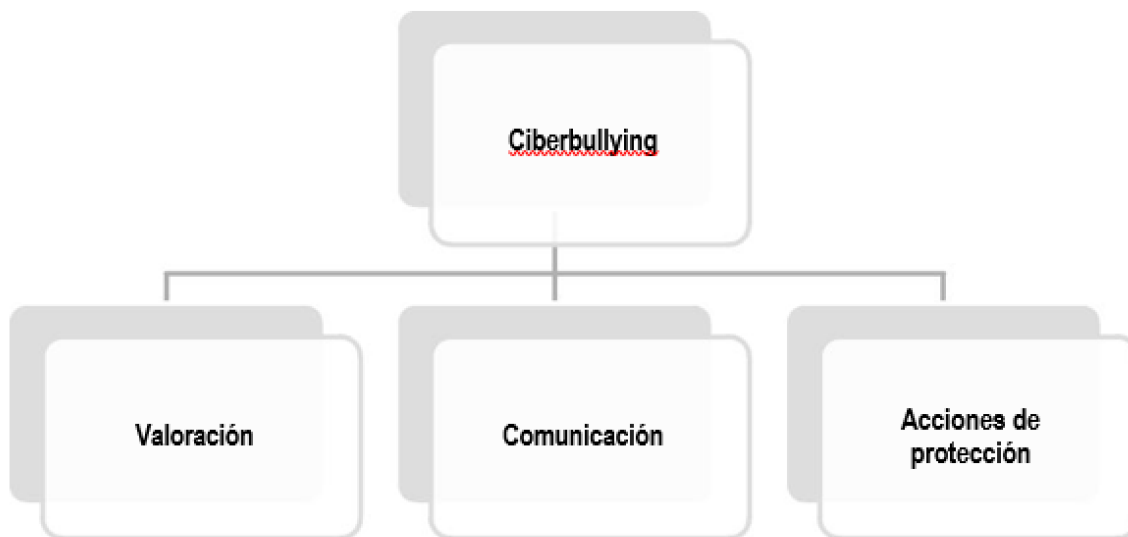 Ciberbullying
Valoración
Comunicación
Acciones de
protección